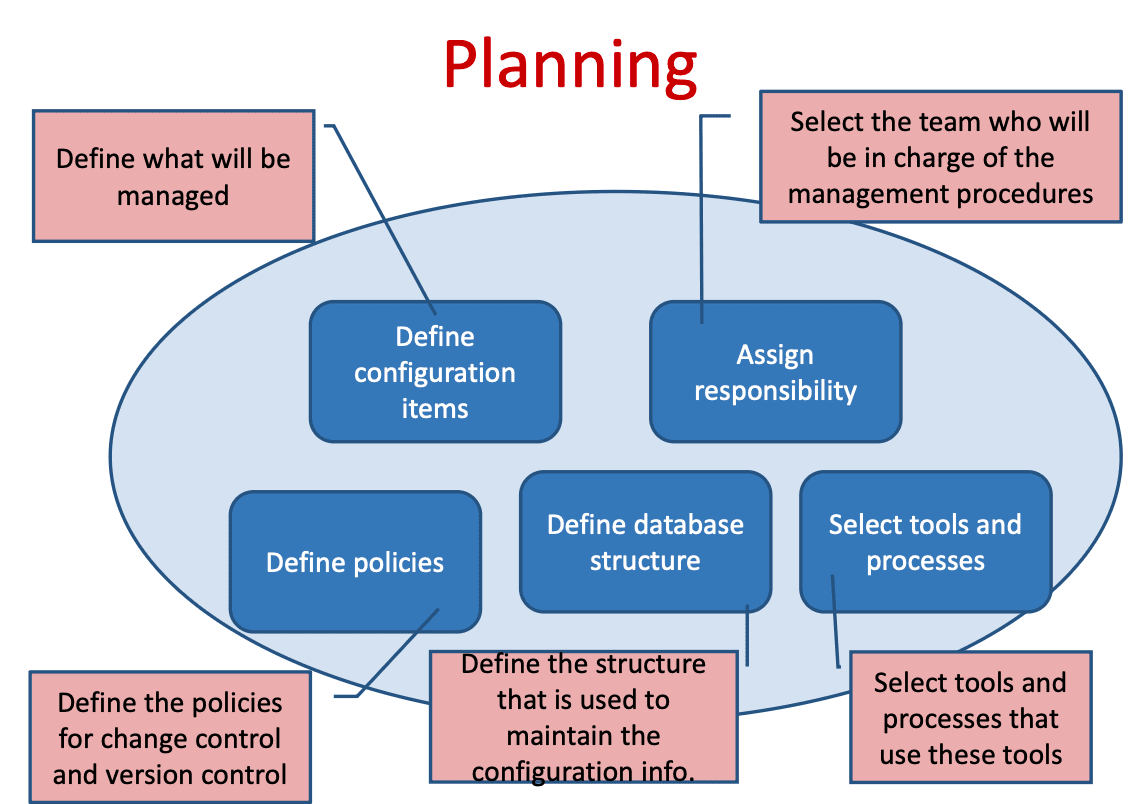 Planning
Define what will be
managed
Select the team who will
be in charge of the
management procedures
Define
configuration
items
Assign
responsibility
Define policies
Define database
structure
Select tools and
processes
Define the policies
for change control
and version control
Define the structure
that is used to
maintain the
configuration info.
Select tools and
processes that
use these tools